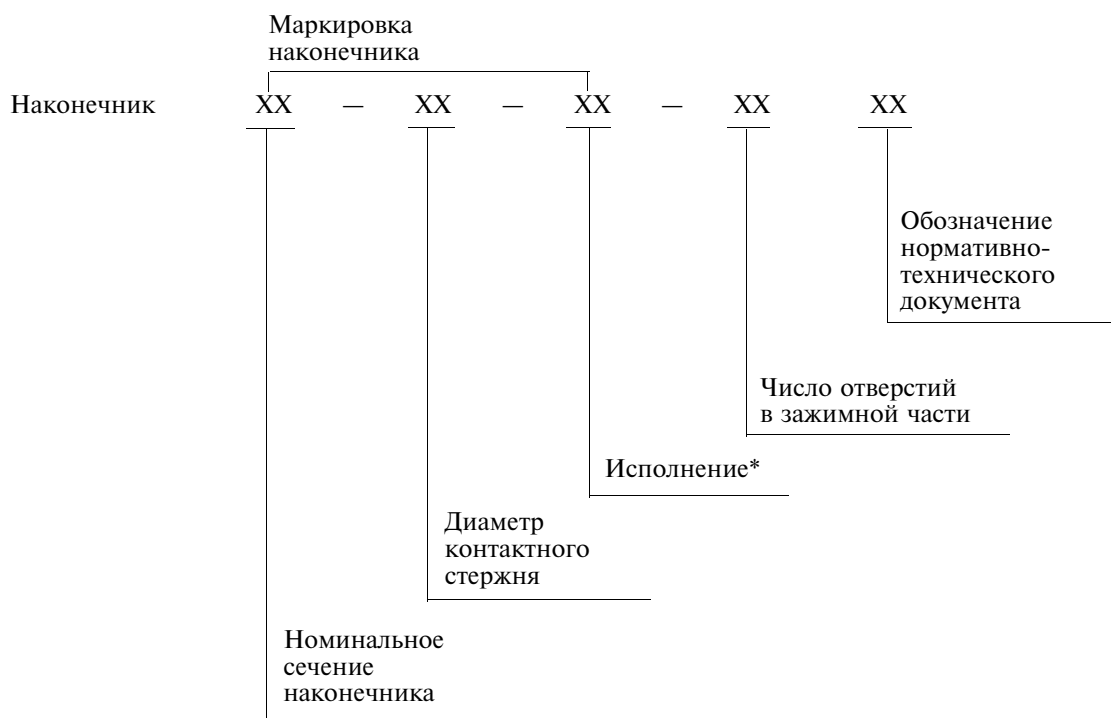 Маркировка
наконечника
Наконечник XX — XX — XX — XX XX
Обозначение
нормативно-
технического
документа
Число отверстий
в зажимной части
Исполнение*
Диаметр
контактного
стержня
Номинальное
сечение
наконечника